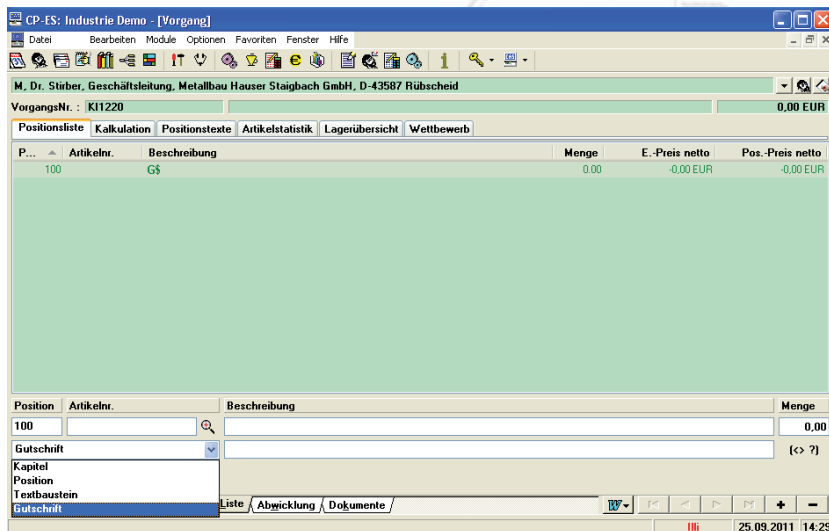 CP-ES: Industrie Demo - [Vorgang]
Datei Bearbeiten Module Optionen Favoriten Fenster Hilfe
M, Dr. Stirber, Geschäftsleitung, Metallbau Hauser Staigbach GmbH, D-43587 Rübscheid
VorgangsNr. : KI1220 0,00 EUR
Positionsliste Kalkulation Positionstexte Artikelstatistik Lagerübersicht Wettbewerb
P... Artikelnr. Beschreibung Menge E.-Preis netto Pos.-Preis netto
100 G$ 0.00 -0,00 EUR -0,00 EUR
Position Artikelnr. Beschreibung Menge
100 0,00
Gutschrift (<> ?)
Kapitel
Position
Textbaustein
Gutschrift
Liste Abwicklung Dokumente W
Illi 25.09.2011 14:25